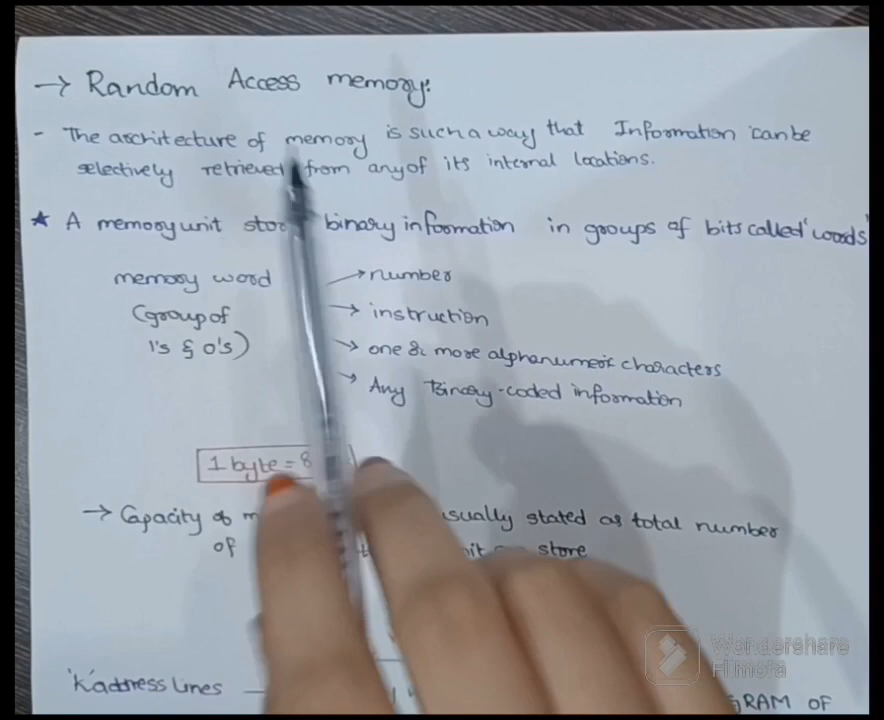 → Random Access memory:
- The architecture of memory is such a way that Information can be
selectively retrieved from any of its internal locations.
★ A memory unit binary information in groups of bits called 'words'
memory word → number
(group of → instruction
1's & 0's) → one & more alphanumeric characters
→ Any Binary-coded information
1 byte = 8
→ Capacity of usually stated as total number
of store
'K' address lines
RAM OF
Wondershare
Filmora